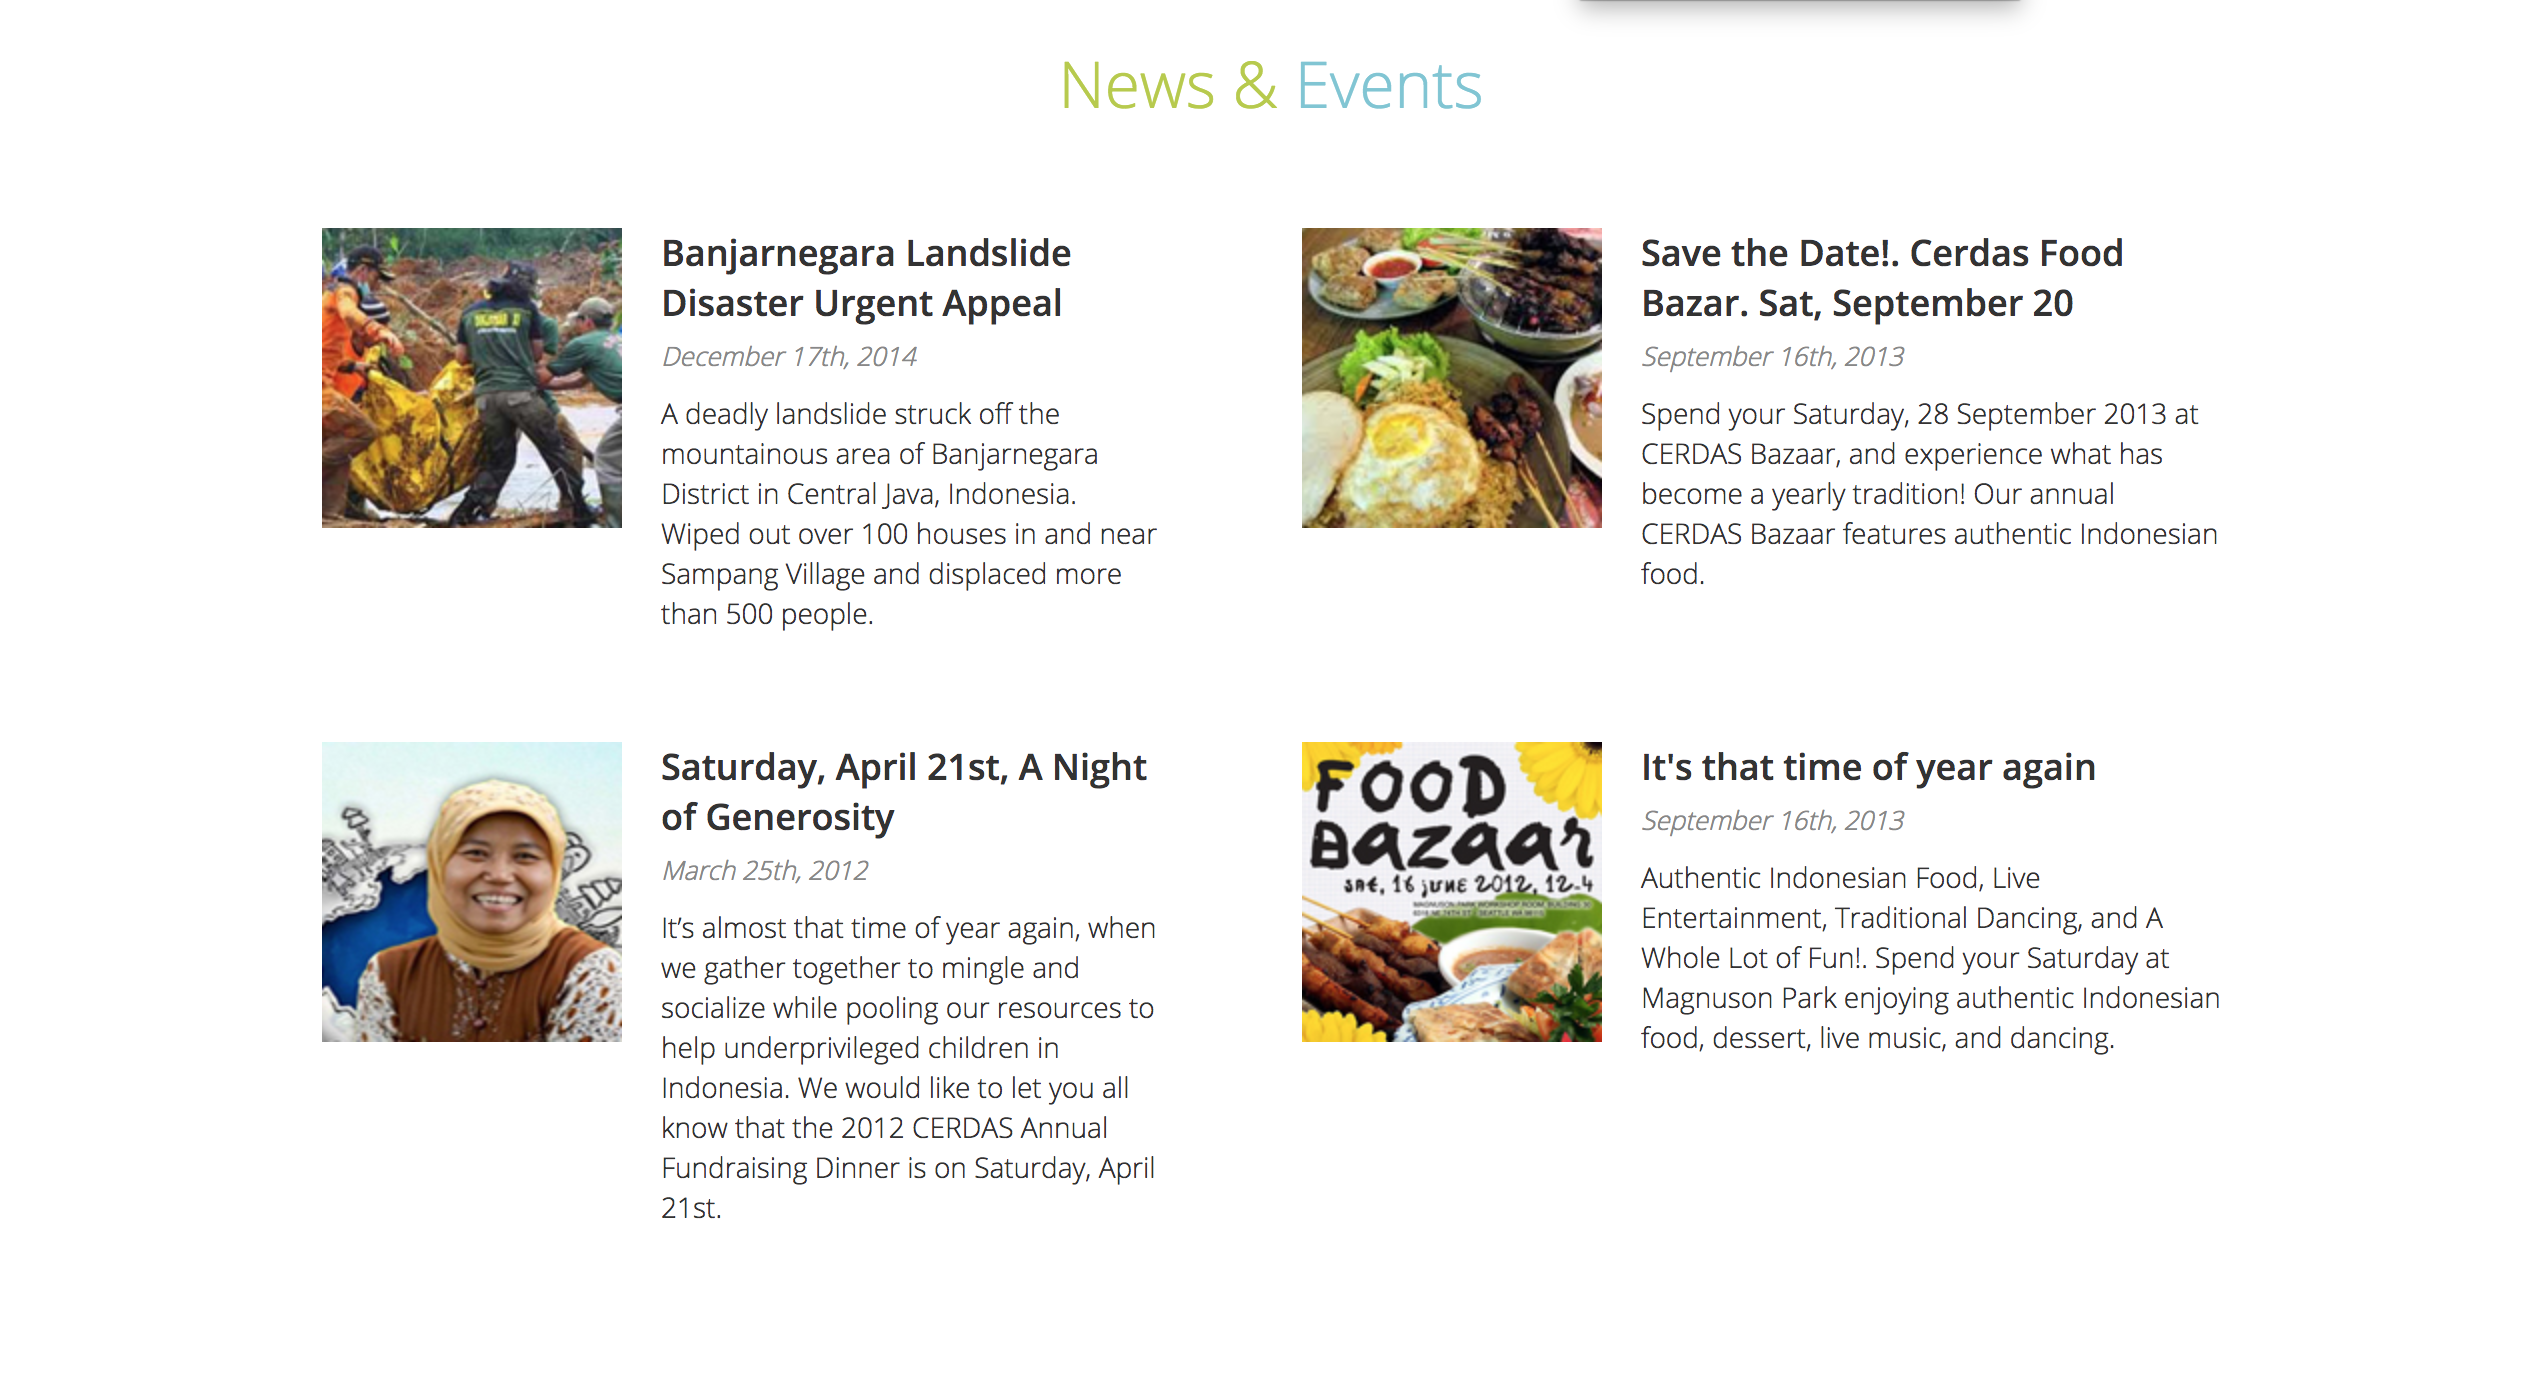 News & Events
Banjarnegara Landslide
Disaster Urgent Appeal
December 17th, 2014
A deadly landslide struck off the
mountainous area of Banjarnegara
District in Central Java, Indonesia.
Wiped out over 100 houses in and near
Sampang Village and displaced more
than 500 people.
Save the Date!. Cerdas Food
Bazar. Sat, September 20
September 16th, 2013
Spend your Saturday, 28 September 2013 at
CERDAS Bazaar, and experience what has
become a yearly tradition! Our annual
CERDAS Bazaar features authentic Indonesian
food.
Saturday, April 21st, A Night
of Generosity
March 25th, 2012
It’s almost that time of year again, when
we gather together to mingle and
socialize while pooling our resources to
help underprivileged children in
Indonesia. We would like to let you all
know that the 2012 CERDAS Annual
Fundraising Dinner is on Saturday, April
21st.
FOOD
Bazaar
sat, 16 june 2012, 12-4
MAGNUSON PARK WORKSHOP ROOM, BUILDING 30
SEATTLE WA 98115
It's that time of year again
September 16th, 2013
Authentic Indonesian Food, Live
Entertainment, Traditional Dancing, and A
Whole Lot of Fun!. Spend your Saturday at
Magnuson Park enjoying authentic Indonesian
food, dessert, live music, and dancing.